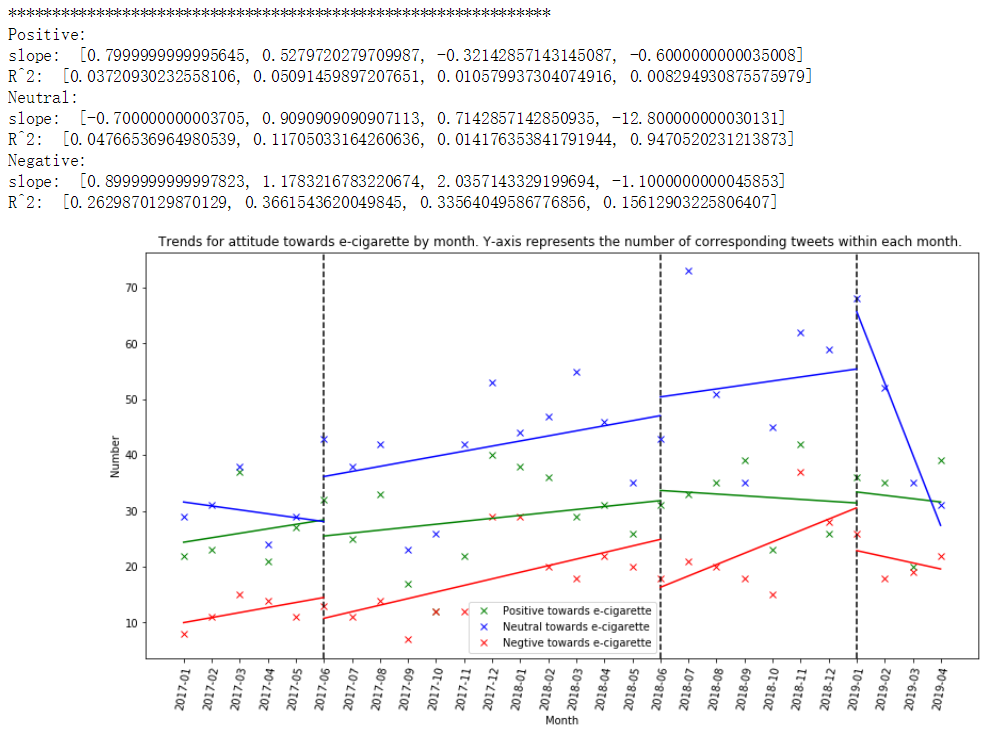 *************************************************************
Positive:
slope:  [0.7999999999995645, 0.5279720279709987, -0.32142857143145087, -0.6000000000035008]
R^2:  [0.03720930232558106, 0.05091459897207651, 0.010579937304074916, 0.008294930875575979]
Neutral:
slope:  [-0.700000000003705, 0.9090909090907113, 0.7142857142850935, -12.800000000030131]
R^2:  [0.04766536964980539, 0.11705033164260636, 0.014176353841791944, 0.9470520231213873]
Negative:
slope:  [0.8999999999997823, 1.1783216783220674, 2.0357143329199694, -1.1000000000045853]
R^2:  [0.2629870129870129, 0.3661543620049845, 0.33564049586776856, 0.15612903225806407]
Trends for attitude towards e-cigarette by month. Y-axis represents the number of corresponding tweets within each month.
70
60
50
40
30
20
10
Number
Positive towards e-cigarette
Neutral towards e-cigarette
Negtive towards e-cigarette
2017-01
2017-02
2017-03
2017-04
2017-05
2017-06
2017-07
2017-08
2017-09
2017-10
2017-11
2017-12
2018-01
2018-02
2018-03
2018-04
2018-05
2018-06
2018-07
2018-08
2018-09
2018-10
2018-11
2018-12
2019-01
2019-02
2019-03
2019-04
Month